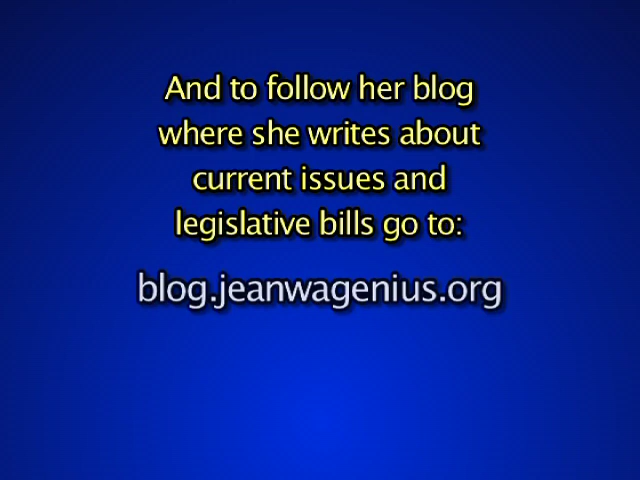 And to follow her blog
where she writes about
current issues and
legislative bills go to:
blog.jeanwagenius.org